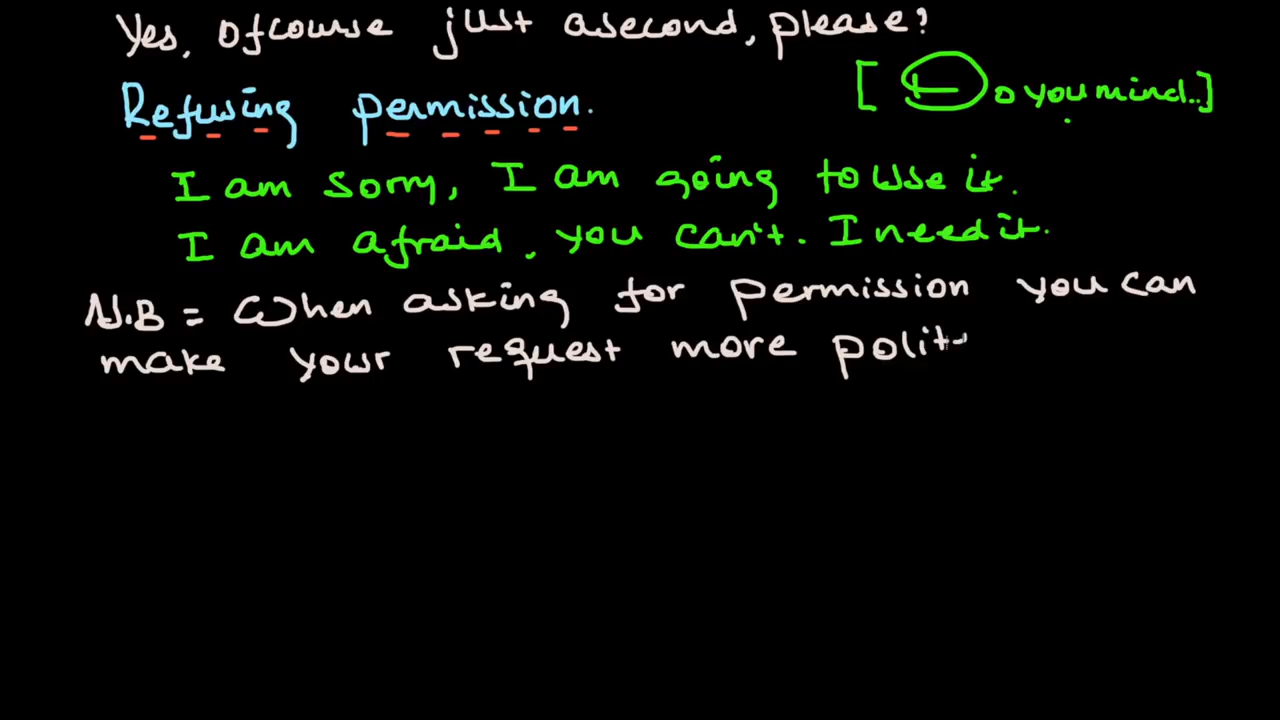 Yes, ofcourse just asecond, please?
[ Do you mind..]
Refusing permission.
I am sorry, I am going to use it.
I am afraid, you can't. I need it.
N.B = When asking for permission you can
make your request more polit